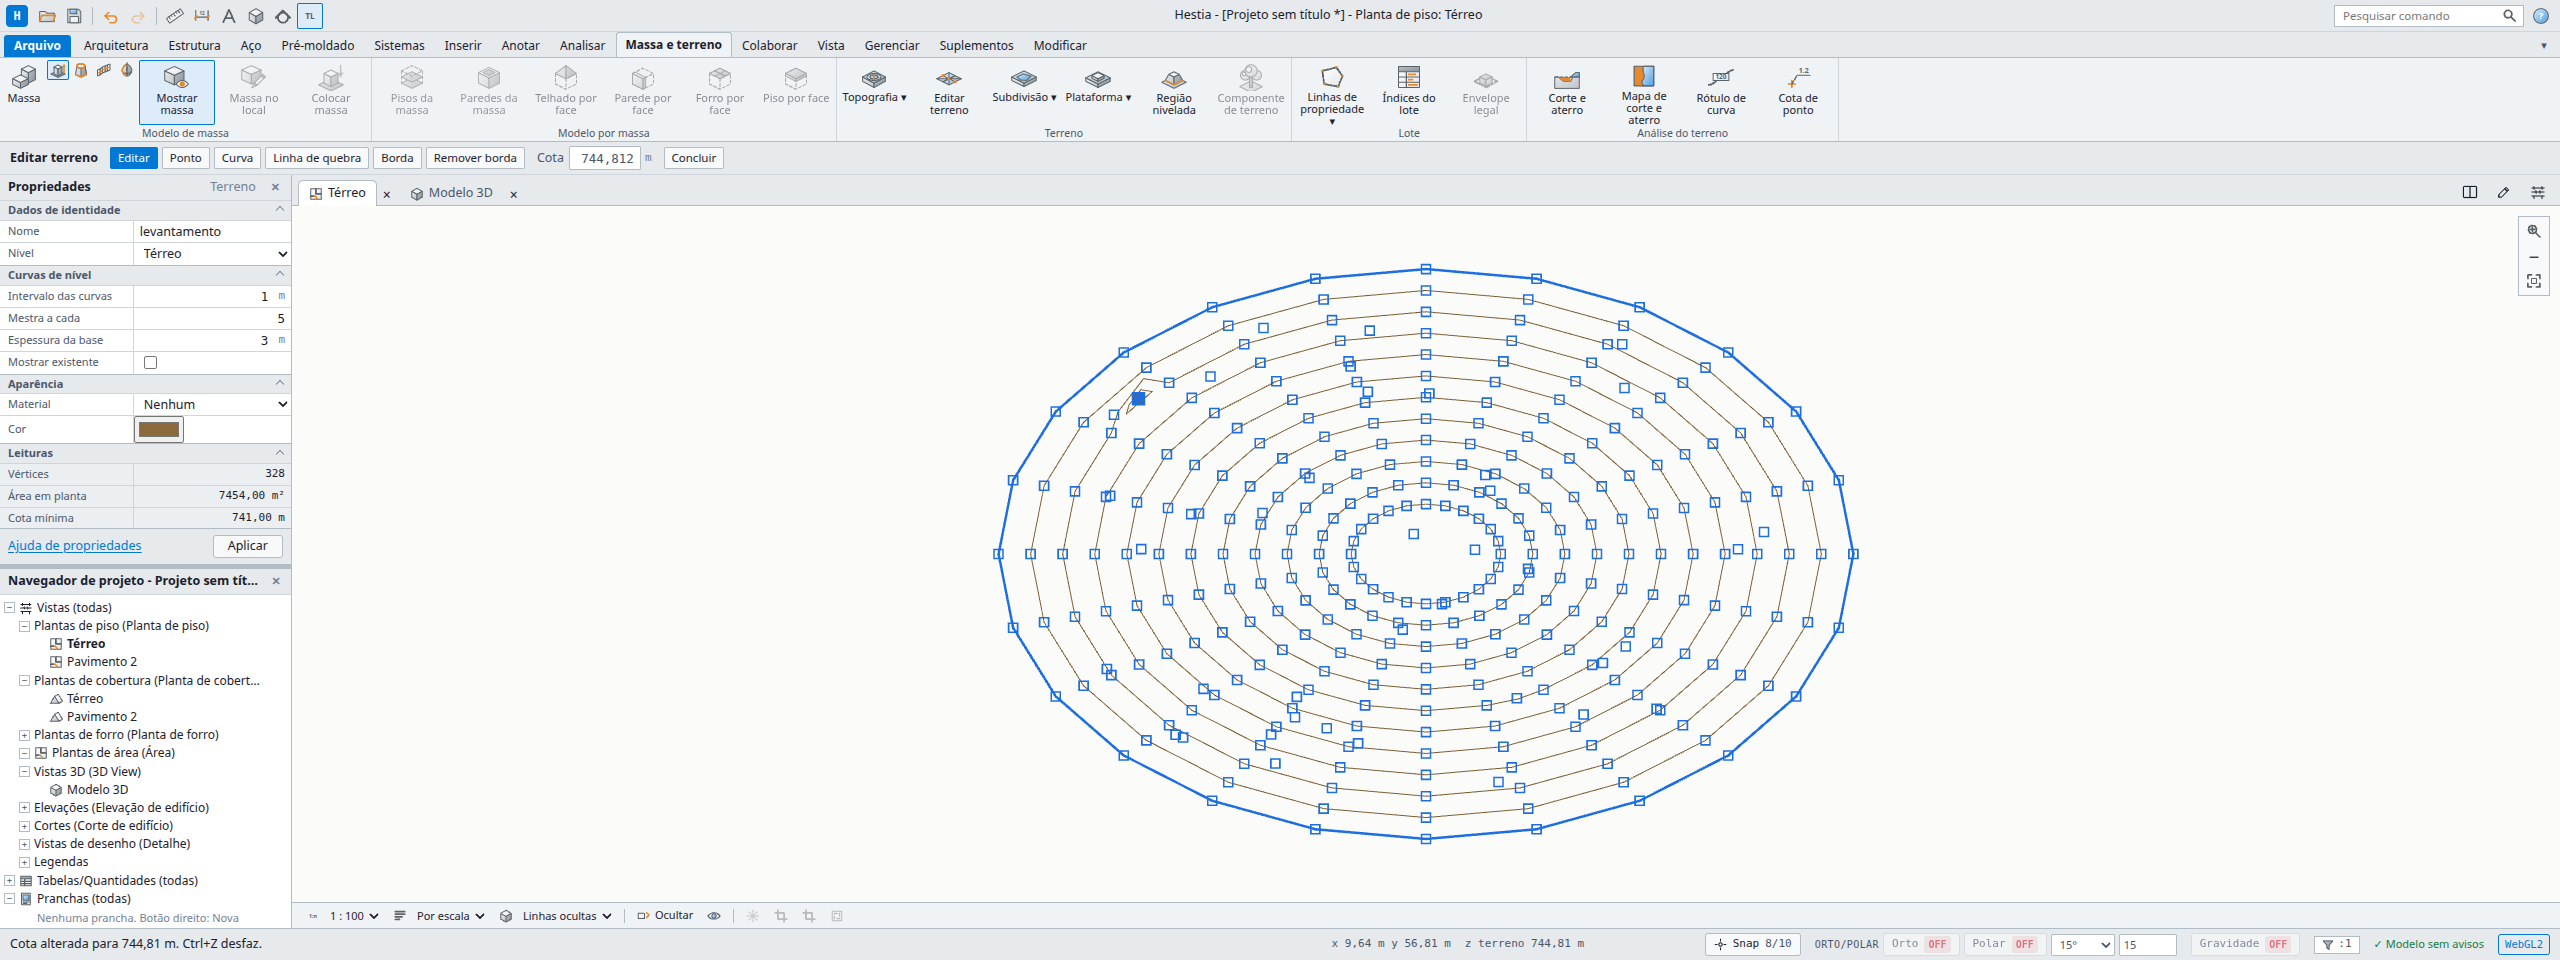 H
TL
Hestia - [Projeto sem título *] - Planta de piso: Térreo
Pesquisar comando
?
Arquivo Arquitetura Estrutura Aço Pré-moldado Sistemas Inserir Anotar Analisar Massa e terreno Colaborar Vista Gerenciar Suplementos Modificar
Massa
Mostrar massa
Massa no local
Colocar massa
Modelo de massa
Pisos da massa
Paredes da massa
Telhado por face
Parede por face
Forro por face
Piso por face
Modelo por massa
Topografia ▾
Editar terreno
Subdivisão ▾
Plataforma ▾
Região nivelada
Componente de terreno
Terreno
Linhas de propriedade ▾
Índices do lote
Envelope legal
Lote
Corte e aterro
Mapa de corte e aterro
120
Rótulo de curva
1.2
Cota de ponto
Análise do terreno
Editar terreno Editar Ponto Curva Linha de quebra Borda Remover borda Cota 744,812 m Concluir
Propriedades Terreno ×
Dados de identidade
Nome levantamento
Nível Térreo
Curvas de nível
Intervalo das curvas 1 m
Mestra a cada 5
Espessura da base 3 m
Mostrar existente
Aparência
Material Nenhum
Cor
Leituras
Vértices 328
Área em planta 7454,00 m²
Cota mínima 741,00 m
Ajuda de propriedades Aplicar
Navegador de projeto - Projeto sem tít... ×
Vistas (todas)
Plantas de piso (Planta de piso)
Térreo
Pavimento 2
Plantas de cobertura (Planta de cobert...
Térreo
Pavimento 2
Plantas de forro (Planta de forro)
Plantas de área (Área)
Vistas 3D (3D View)
Modelo 3D
Elevações (Elevação de edifício)
Cortes (Corte de edifício)
Vistas de desenho (Detalhe)
Legendas
Tabelas/Quantidades (todas)
Pranchas (todas)
Nenhuma prancha. Botão direito: Nova
Térreo × Modelo 3D ×
1 : 100 Por escala Linhas ocultas Ocultar
Cota alterada para 744,81 m. Ctrl+Z desfaz.
x 9,64 m y 56,81 m z terreno 744,81 m
Snap 8/10 ORTO/POLAR Orto OFF Polar OFF 15° 15 Gravidade OFF :1 ✓ Modelo sem avisos WebGL2